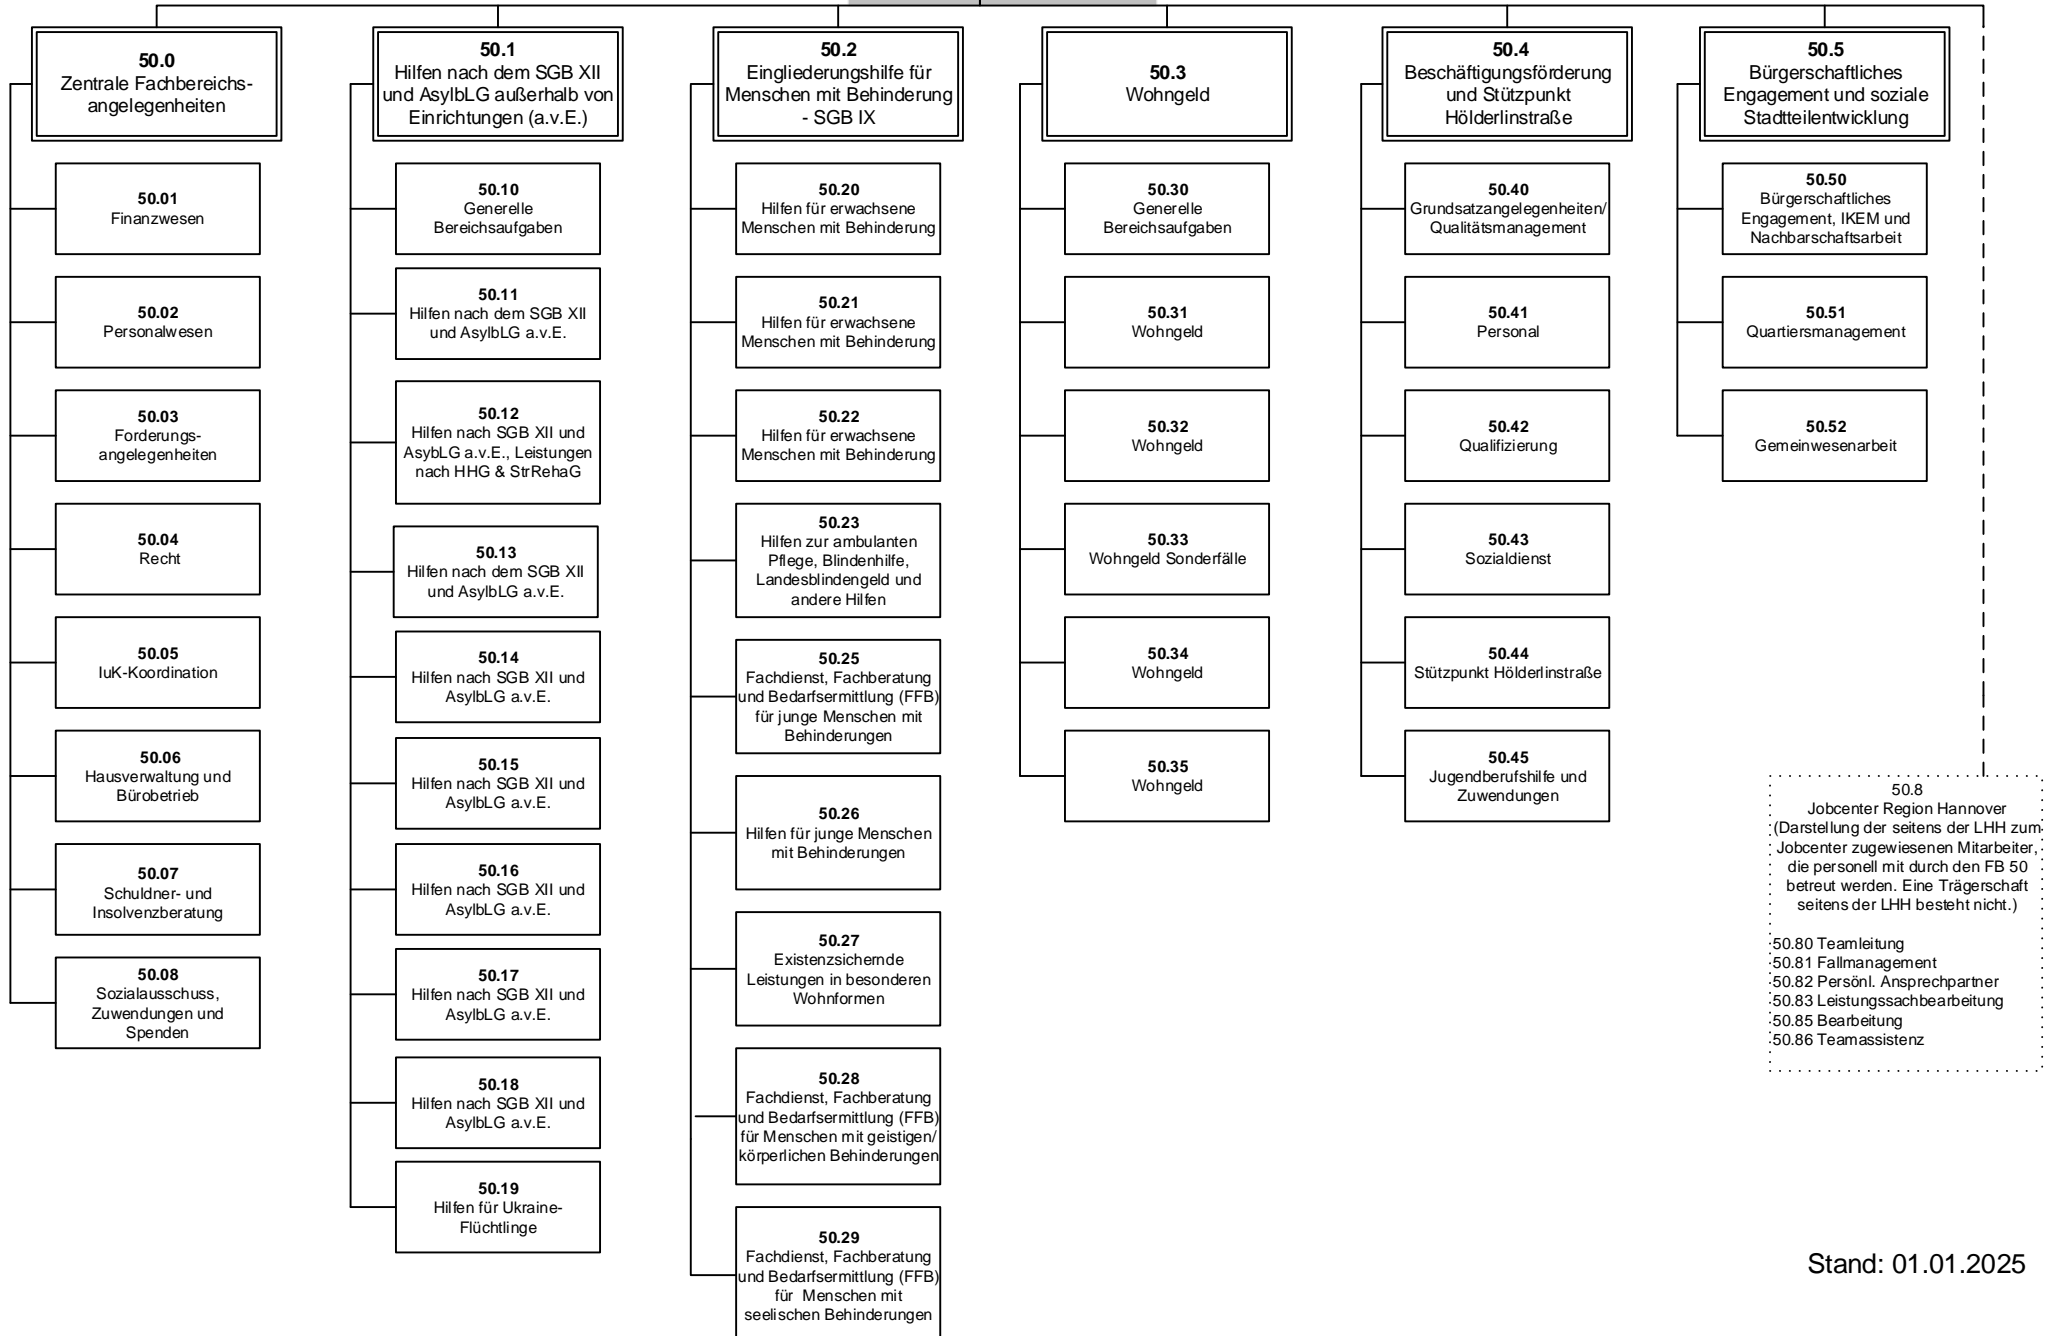 50.0
Zentrale Fachbereichs-
angelegenheiten
50.01
Finanzwesen
50.02
Personalwesen
50.03
Forderungs-
angelegenheiten
50.04
Recht
50.05
IuK-Koordination
50.06
Hausverwaltung und
Bürobetrieb
50.07
Schuldner- und
Insolvenzberatung
50.08
Sozialausschuss,
Zuwendungen und
Spenden
50.1
Hilfen nach dem SGB XII
und AsylbLG außerhalb von
Einrichtungen (a.v.E.)
50.10
Generelle
Bereichsaufgaben
50.11
Hilfen nach dem SGB XII
und AsylbLG a.v.E.
50.12
Hilfen nach SGB XII und
AsybLG a.v.E., Leistungen
nach HHG & StrRehaG
50.13
Hilfen nach dem SGB XII
und AsylbLG a.v.E.
50.14
Hilfen nach SGB XII und
AsylbLG a.v.E.
50.15
Hilfen nach SGB XII und
AsylbLG a.v.E.
50.16
Hilfen nach SGB XII und
AsylbLG a.v.E.
50.17
Hilfen nach SGB XII und
AsylbLG a.v.E.
50.18
Hilfen nach SGB XII und
AsylbLG a.v.E.
50.19
Hilfen für Ukraine-
Flüchtlinge
50.2
Eingliederungshilfe für
Menschen mit Behinderung
- SGB IX
50.20
Hilfen für erwachsene
Menschen mit Behinderung
50.21
Hilfen für erwachsene
Menschen mit Behinderung
50.22
Hilfen für erwachsene
Menschen mit Behinderung
50.23
Hilfen zur ambulanten
Pflege, Blindenhilfe,
Landesblindengeld und
andere Hilfen
50.25
Fachdienst, Fachberatung
und Bedarfsermittlung (FFB)
für junge Menschen mit
Behinderungen
50.26
Hilfen für junge Menschen
mit Behinderungen
50.27
Existenzsichernde
Leistungen in besonderen
Wohnformen
50.28
Fachdienst, Fachberatung
und Bedarfsermittlung (FFB)
für Menschen mit geistigen/
körperlichen Behinderungen
50.29
Fachdienst, Fachberatung
und Bedarfsermittlung (FFB)
für Menschen mit
seelischen Behinderungen
50.3
Wohngeld
50.30
Generelle
Bereichsaufgaben
50.31
Wohngeld
50.32
Wohngeld
50.33
Wohngeld Sonderfälle
50.34
Wohngeld
50.35
Wohngeld
50.4
Beschäftigungsförderung
und Stützpunkt
Hölderlinstraße
50.40
Grundsatzangelegenheiten/
Qualitätsmanagement
50.41
Personal
50.42
Qualifizierung
50.43
Sozialdienst
50.44
Stützpunkt Hölderlinstraße
50.45
Jugendberufshilfe und
Zuwendungen
50.5
Bürgerschaftliches
Engagement und soziale
Stadtteilentwicklung
50.50
Bürgerschaftliches
Engagement, IKEM und
Nachbarschaftsarbeit
50.51
Quartiersmanagement
50.52
Gemeinwesenarbeit
50.8
Jobcenter Region Hannover
(Darstellung der seitens der LHH zum
Jobcenter zugewiesenen Mitarbeiter,
die personell mit durch den FB 50
betreut werden. Eine Trägerschaft
seitens der LHH besteht nicht.)
50.80 Teamleitung
50.81 Fallmanagement
50.82 Persönl. Ansprechpartner
50.83 Leistungssachbearbeitung
50.85 Bearbeitung
50.86 Teamassistenz
Stand: 01.01.2025